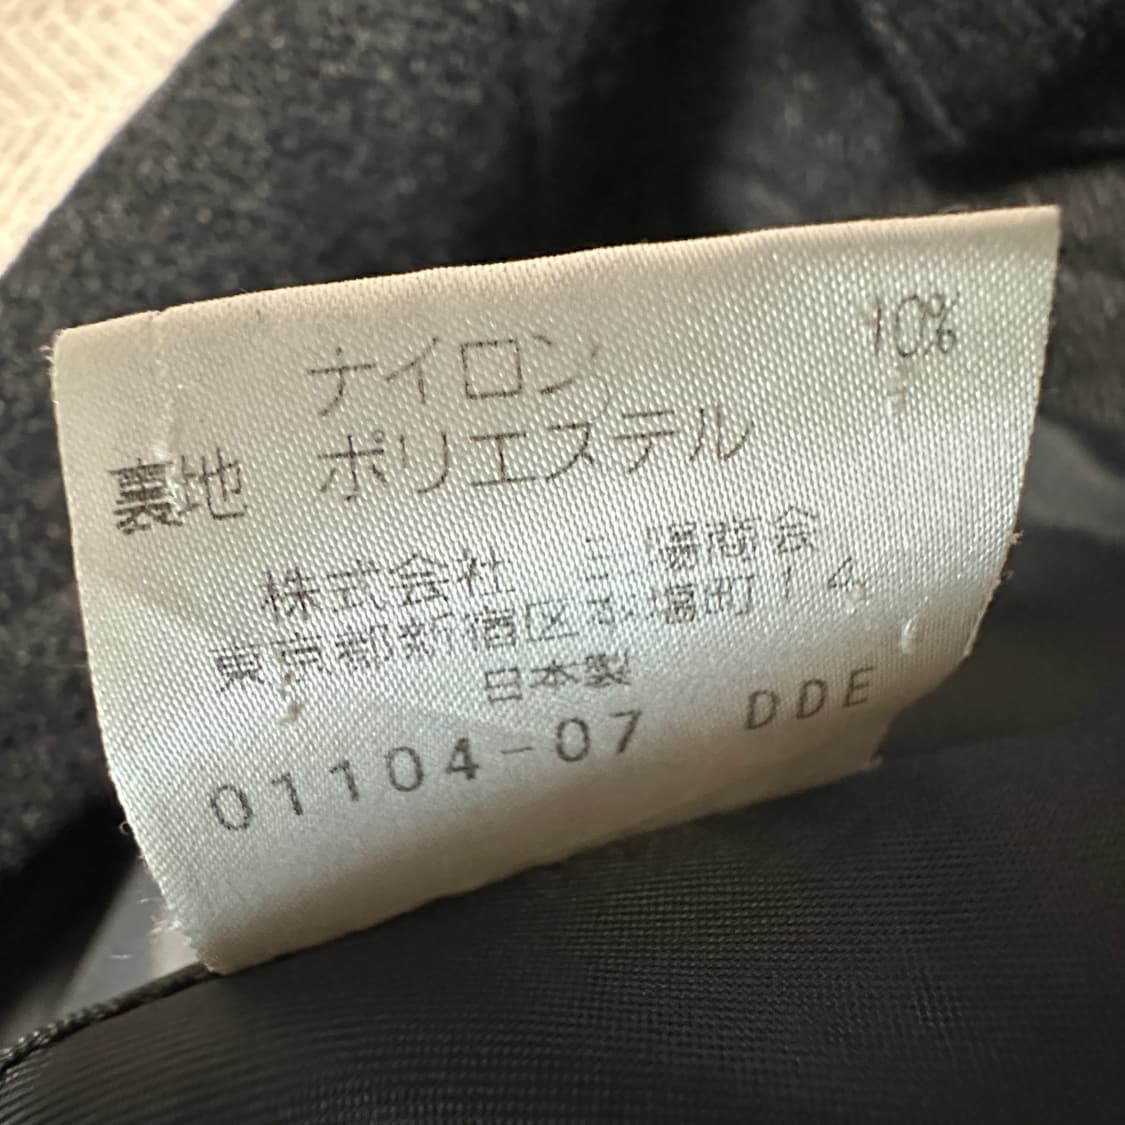 ナイロン 10%
裏地 ポリエステル
株式会社 三陽商会
東京都新宿区本塩町14
日本製
01104-07 DDE